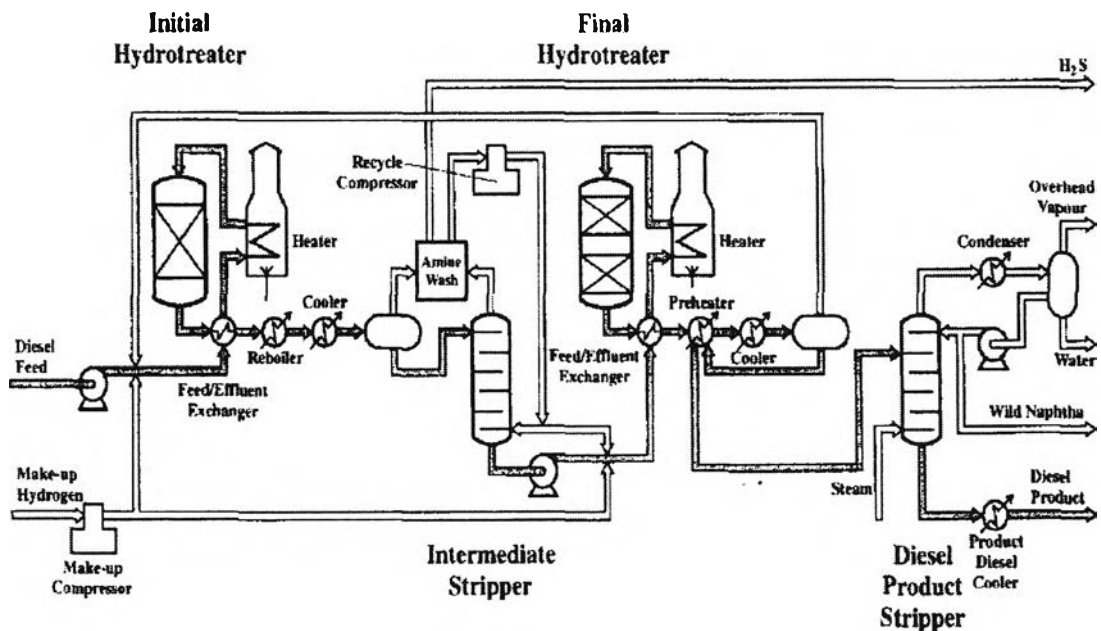 Initial
Hydrotreater
Final
Hydrotreater
H₂S
Recycle
Compressor
Overhead
Vapour
Heater
Amine
Wash
Heater
Condenser
Cooler
Preheater
Reboiler
Cooler
Diesel
Feed
Feed/Effluent
Exchanger
Feed/Effluent
Exchanger
Water
Wild Naphtha
Make-up
Hydrogen
Steam
Diesel
Product
Make-up
Compressor
Intermediate
Stripper
Diesel
Product
Stripper
Product
Diesel
Cooler